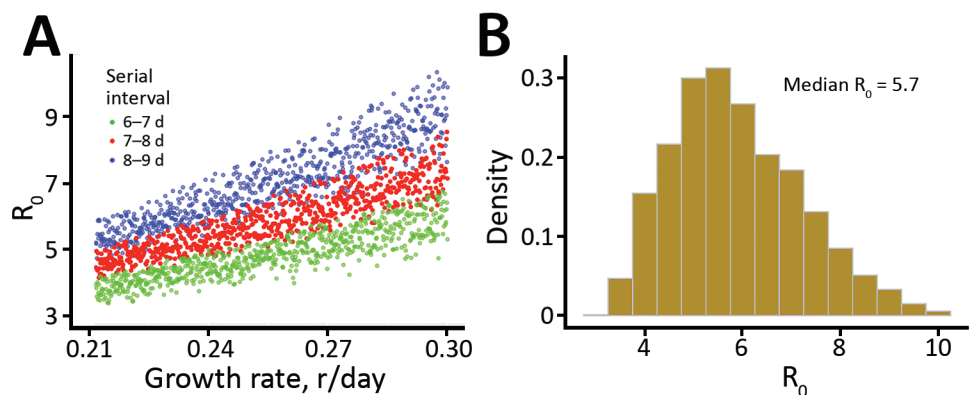 A
Serial
interval
6–7 d
7–8 d
8–9 d
9
7
5
3
R0
0.21 0.24 0.27 0.30
Growth rate, r/day
B
Median R0 = 5.7
0.3
0.2
0.1
0
Density
4 6 8 10
R0